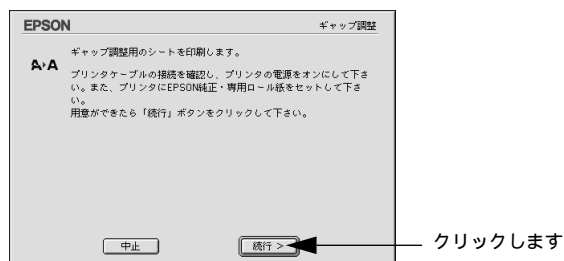 EPSON ギャップ調整
ギャップ調整用のシートを印刷します。
A›A
プリンタケーブルの接続を確認し、プリンタの電源をオンにして下さ
い。また、プリンタにEPSON純正・専用ロール紙をセットして下さ
い。
用意ができたら「続行」ボタンをクリックして下さい。
中止 続行 > クリックします